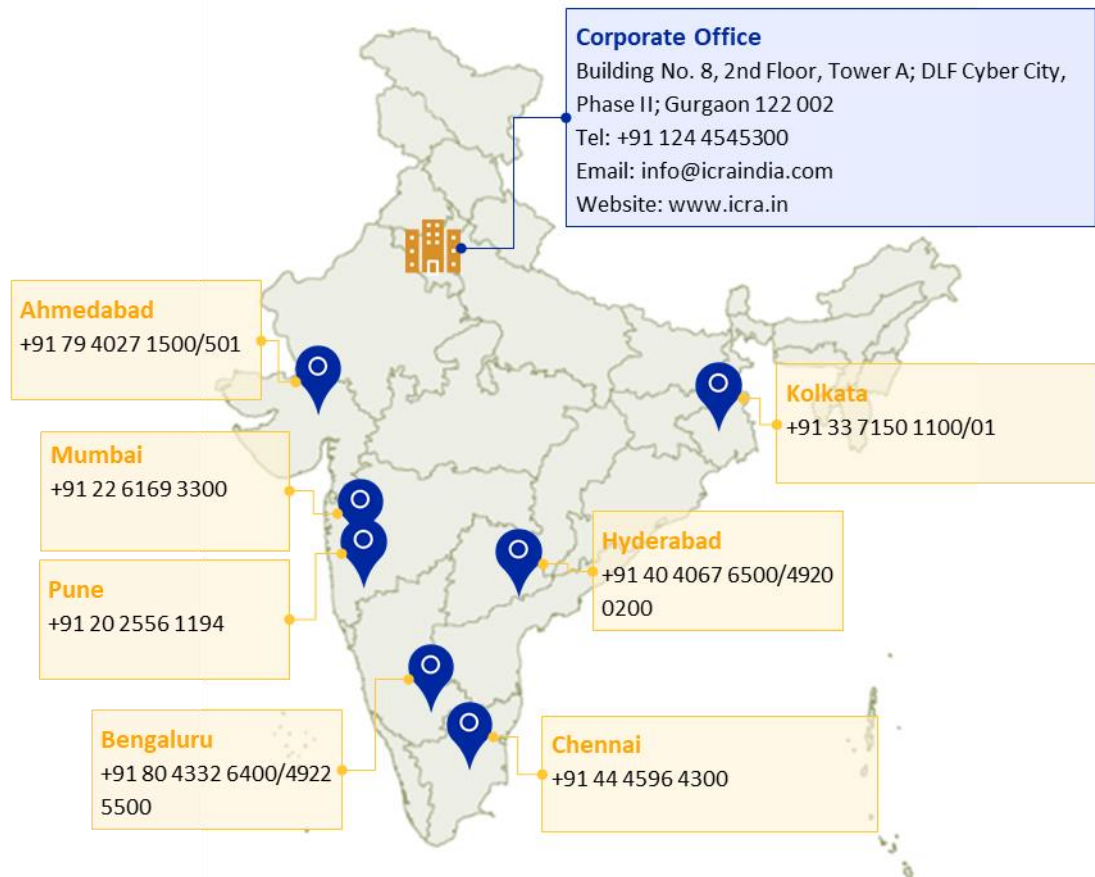 Corporate Office
Building No. 8, 2nd Floor, Tower A; DLF Cyber City,
Phase II; Gurgaon 122 002
Tel: +91 124 4545300
Email: info@icraindia.com
Website: www.icra.in
Ahmedabad
+91 79 4027 1500/501
Kolkata
+91 33 7150 1100/01
Mumbai
+91 22 6169 3300
Hyderabad
+91 40 4067 6500/4920
0200
Pune
+91 20 2556 1194
Bengaluru
+91 80 4332 6400/4922
5500
Chennai
+91 44 4596 4300